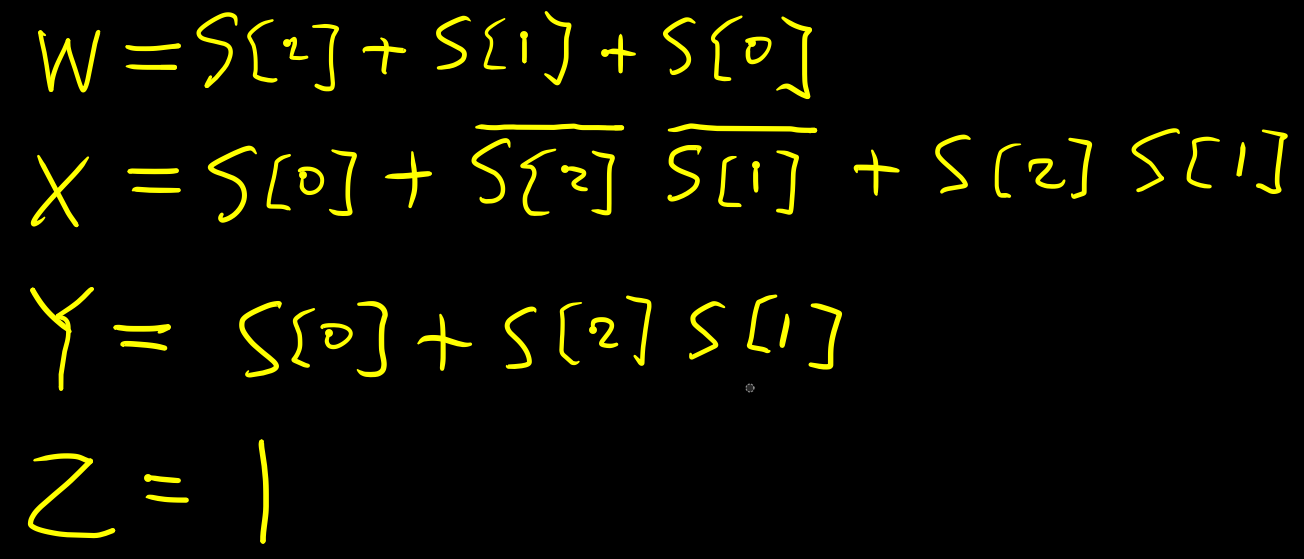 W = S[2] + S[1] + S[0]
X = S[0] + S̅[̅2̅]̅ S̅[̅1̅]̅ + S[2] S[1]
Y = S[0] + S[2] S[1]
Z = 1